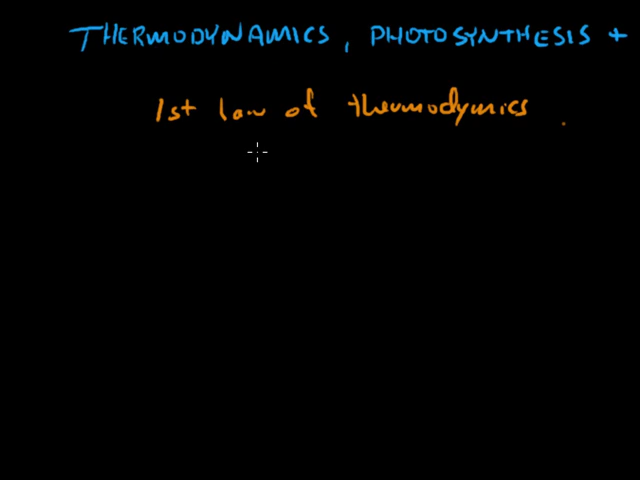 THERMODYNAMICS, PHOTOSYNTHESIS +
1st law of thermodymics .